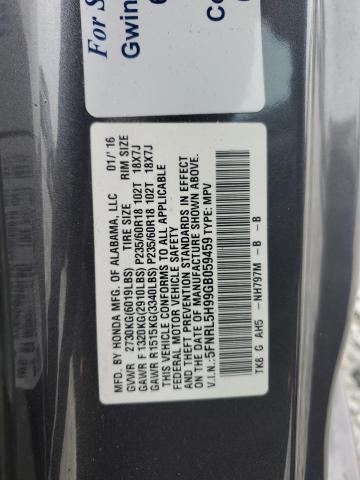 For S
Gwin
6
Co
MFD. BY HONDA MFG. OF ALABAMA, LLC 01/'16
GVWR 2730KG(6019LBS) TIRE SIZE RIM SIZE
GAWR F 1320KG(2910LBS) P235/60R18 102T 18X7J
GAWR R 1515KG(3340LBS) P235/60R18 102T 18X7J
THIS VEHICLE CONFORMS TO ALL APPLICABLE
FEDERAL MOTOR VEHICLE SAFETY
AND THEFT PREVENTION STANDARDS IN EFFECT
ON THE DATE OF MANUFACTURE SHOWN ABOVE.
V.I.N.: 5FNRL5H99GB059459 TYPE: MPV
TK8 G AH5 -NH797M - B - B